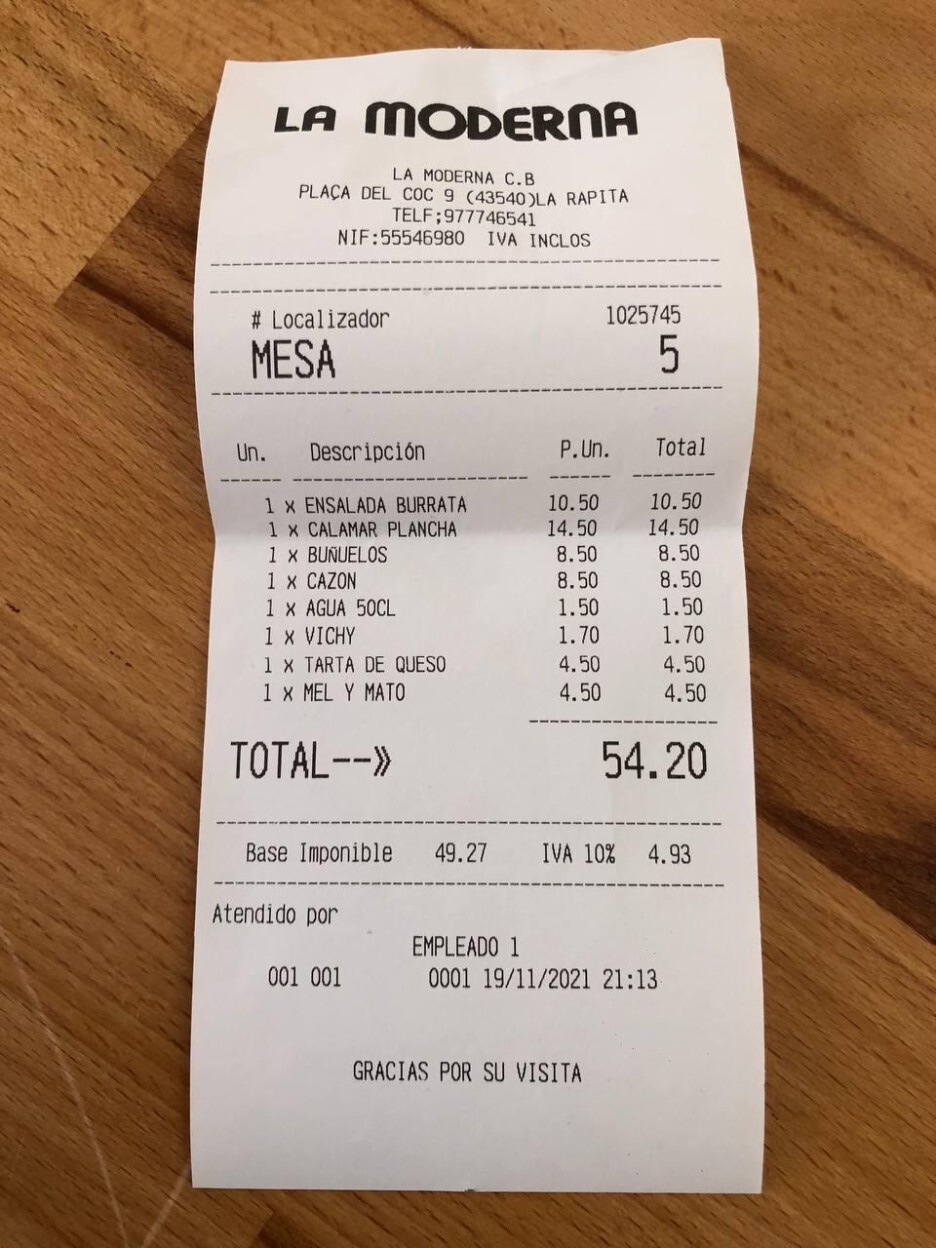 LA MODERNA
LA MODERNA C.B
PLAÇA DEL COC 9 (43540)LA RAPITA
TELF;977746541
NIF:55546980 IVA INCLOS
# Localizador 1025745
MESA 5
Un. Descripción P.Un. Total
1 x ENSALADA BURRATA 10.50 10.50
1 x CALAMAR PLANCHA 14.50 14.50
1 x BUÑUELOS 8.50 8.50
1 x CAZON 8.50 8.50
1 x AGUA 50CL 1.50 1.50
1 x VICHY 1.70 1.70
1 x TARTA DE QUESO 4.50 4.50
1 x MEL Y MATO 4.50 4.50
TOTAL--» 54.20
Base Imponible 49.27 IVA 10% 4.93
Atendido por
EMPLEADO 1
001 001 0001 19/11/2021 21:13
GRACIAS POR SU VISITA